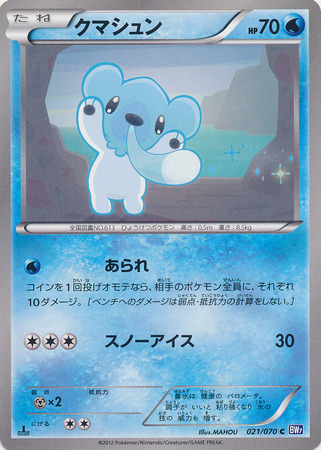 たね
クマシュン
HP70
全国図鑑NO.613 ひょうけつポケモン 高さ：0.5m 重さ：8.5kg
あられ
コインを1回投げオモテなら、相手のポケモン全員に、それぞれ
10ダメージ。［ベンチへのダメージは弱点・抵抗力の計算をしない。］
スノーアイス 30
弱点 抵抗力
×2
にげる
鼻水は 健康の バロメータ。
調子が いいと 粘り強くなり 氷の
技の 威力も 増す。
1 Illus.MAHOU 021/070 C
©2012 Pokémon/Nintendo/Creatures/GAME FREAK.